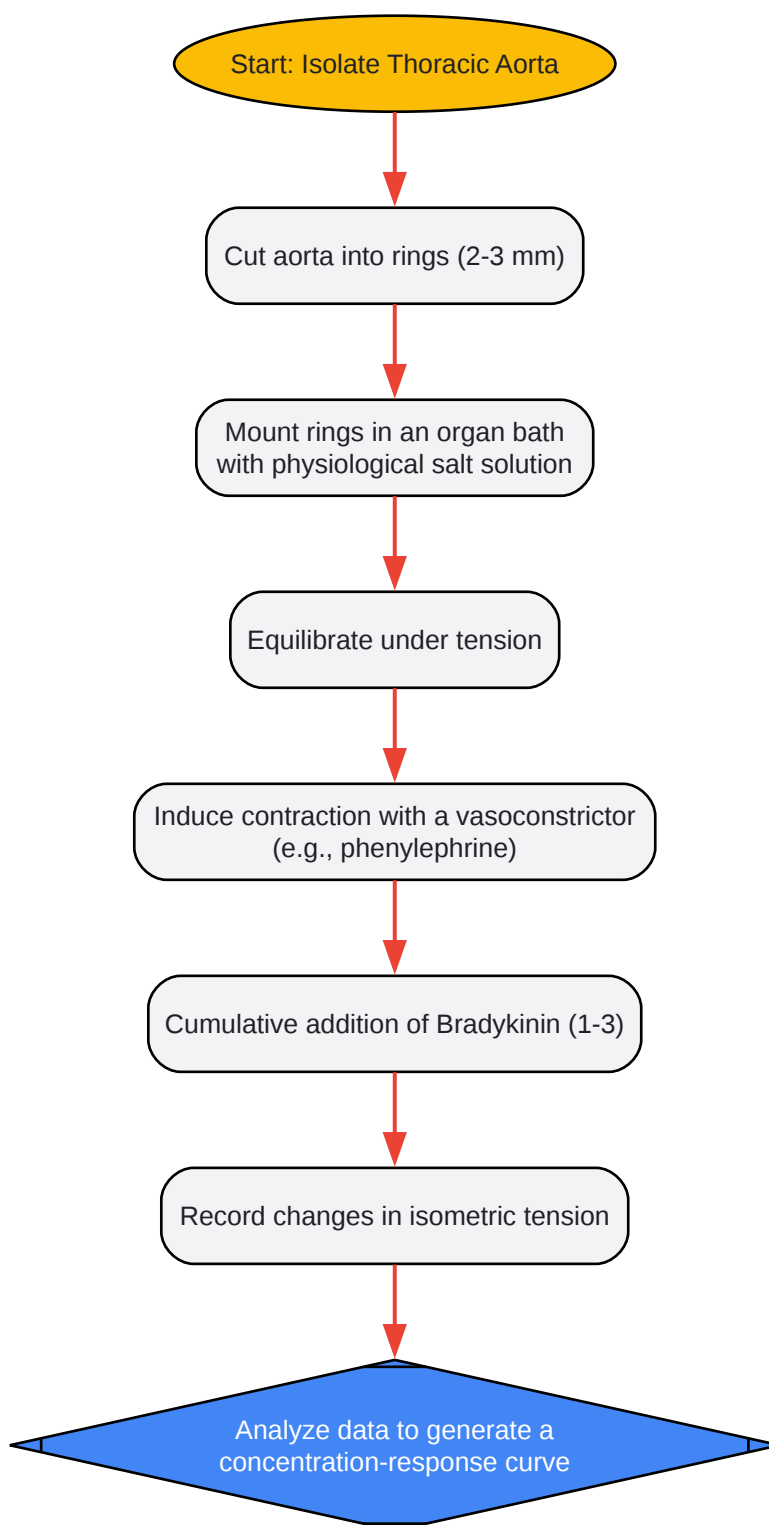 Start: Isolate Thoracic Aorta
Cut aorta into rings (2-3 mm)
Mount rings in an organ bath
with physiological salt solution
Equilibrate under tension
Induce contraction with a vasoconstrictor
(e.g., phenylephrine)
Cumulative addition of Bradykinin (1-3)
Record changes in isometric tension
Analyze data to generate a
concentration-response curve